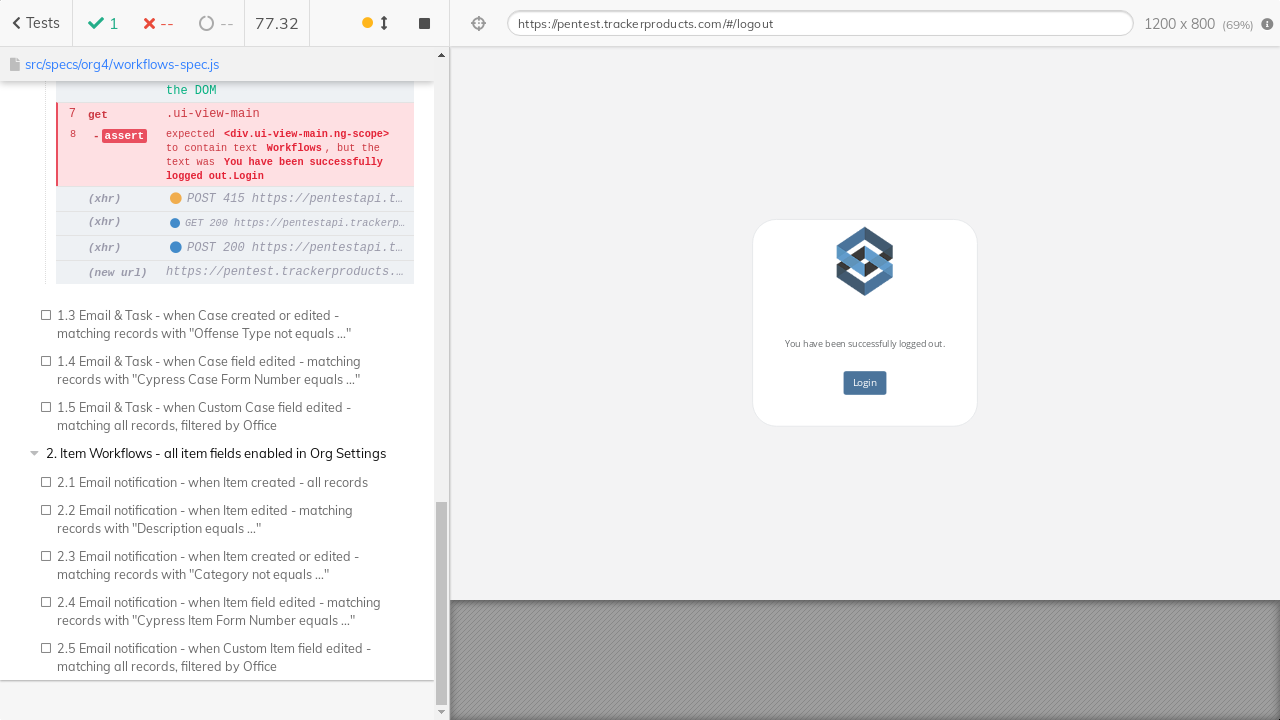 Tests 1 -- -- 77.32 https://pentest.trackerproducts.com/#/logout 1200 x 800 (69%)
src/specs/org4/workflows-spec.js
the DOM
7 get .ui-view-main
8 -assert expected <div.ui-view-main.ng-scope>
to contain text Workflows, but the
text was You have been successfully
logged out.Login
(xhr) POST 415 https://pentestapi.t…
(xhr) GET 200 https://pentestapi.trackerp…
(xhr) POST 200 https://pentestapi.t…
(new url) https://pentest.trackerproducts.…
1.3 Email & Task - when Case created or edited -
matching records with "Offense Type not equals ..."
1.4 Email & Task - when Case field edited - matching
records with "Cypress Case Form Number equals ..."
1.5 Email & Task - when Custom Case field edited -
matching all records, filtered by Office
2. Item Workflows - all item fields enabled in Org Settings
2.1 Email notification - when Item created - all records
2.2 Email notification - when Item edited - matching
records with "Description equals ..."
2.3 Email notification - when Item created or edited -
matching records with "Category not equals ..."
2.4 Email notification - when Item field edited - matching
records with "Cypress Item Form Number equals ..."
2.5 Email notification - when Custom Item field edited -
matching all records, filtered by Office
You have been successfully logged out.
Login